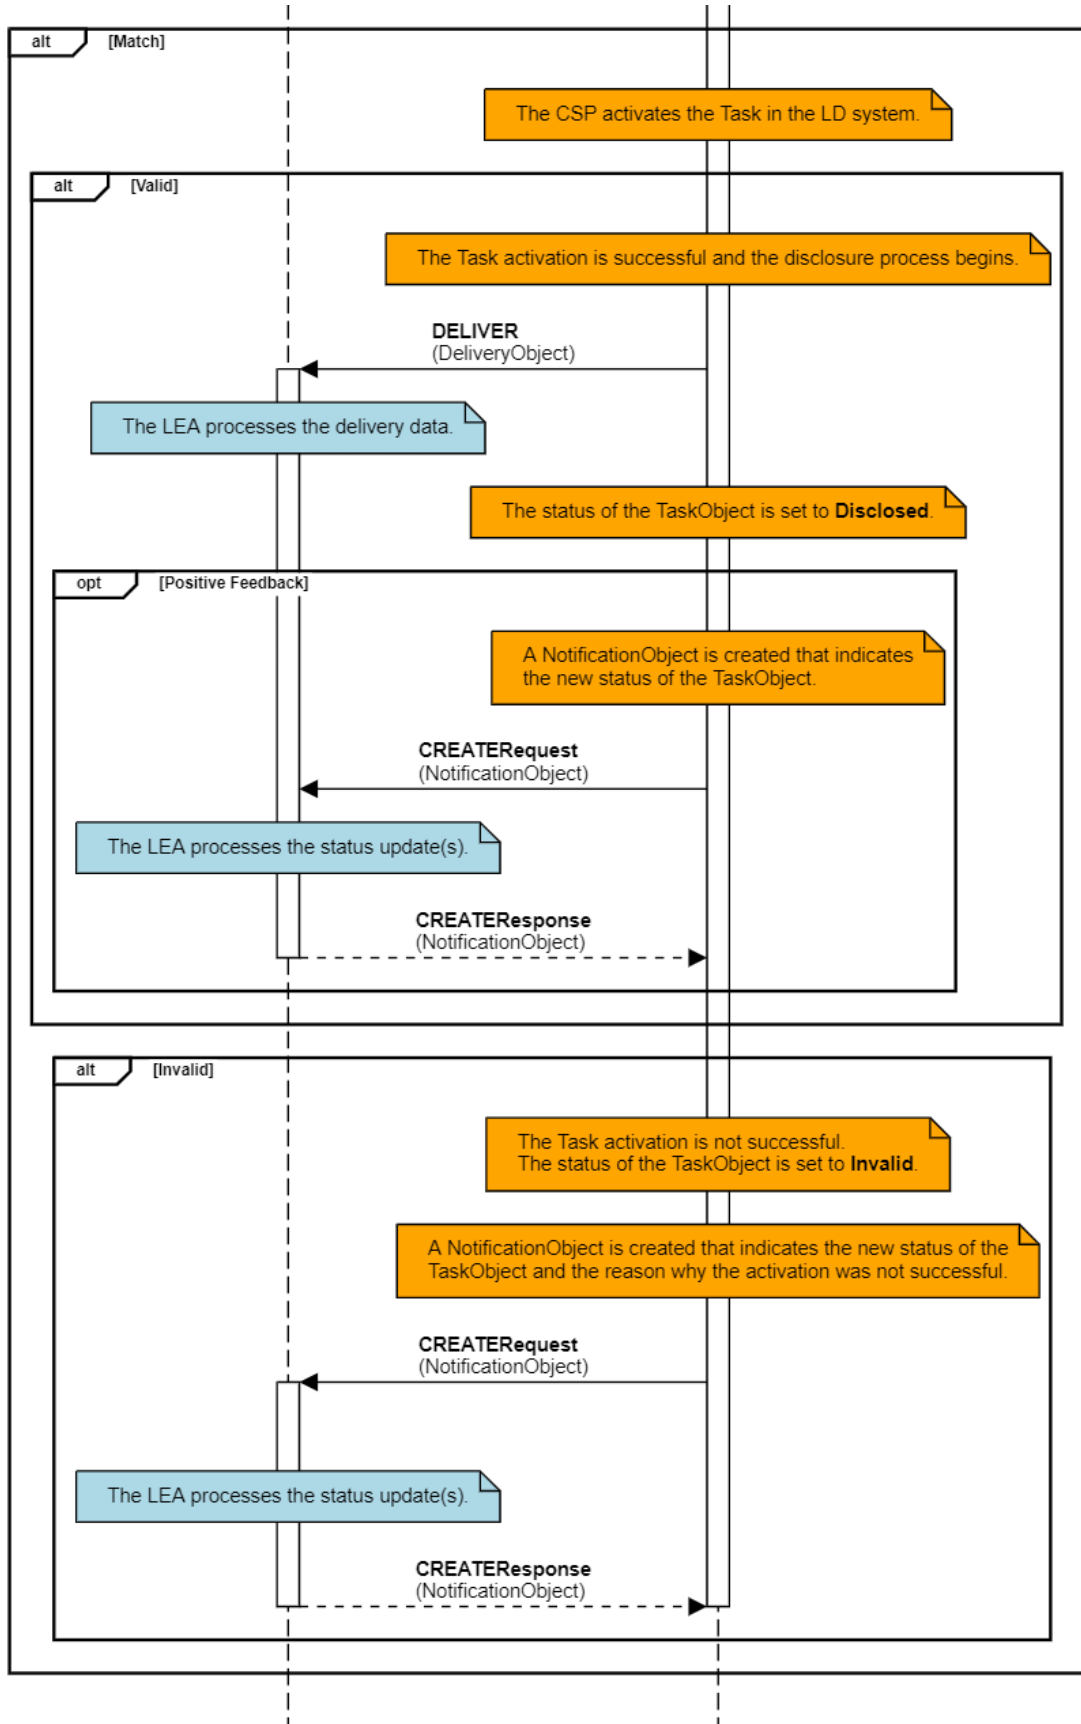 alt [Match]
The CSP activates the Task in the LD system.
alt [Valid]
The Task activation is successful and the disclosure process begins.
DELIVER
(DeliveryObject)
The LEA processes the delivery data.
The status of the TaskObject is set to Disclosed.
opt [Positive Feedback]
A NotificationObject is created that indicates
the new status of the TaskObject.
CREATERequest
(NotificationObject)
The LEA processes the status update(s).
CREATEResponse
(NotificationObject)
alt [Invalid]
The Task activation is not successful.
The status of the TaskObject is set to Invalid.
A NotificationObject is created that indicates the new status of the
TaskObject and the reason why the activation was not successful.
CREATERequest
(NotificationObject)
The LEA processes the status update(s).
CREATEResponse
(NotificationObject)